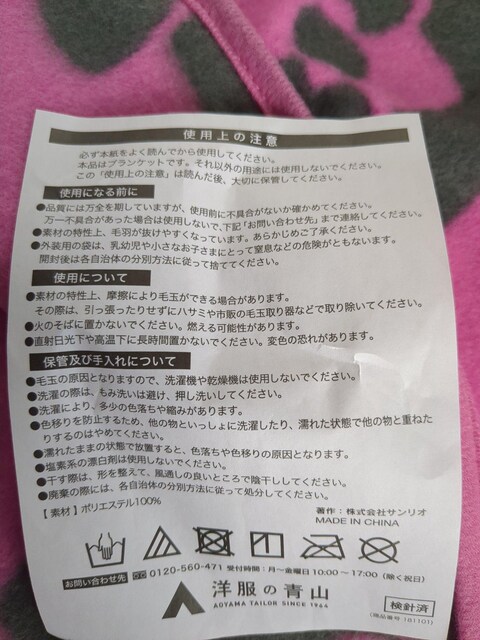 使用上の注意
必ず本紙をよく読んでから使用してください。
本品はブランケットです。それ以外の用途には使用しないでください。
この「使用上の注意」は読んだ後、大切に保管してください。
使用になる前に
●品質には万全を期していますが、使用前に不具合がないか確かめてください。
万一不具合があった場合は使用しないで、下記「お問い合わせ先」まで連絡してください。
●素材の特性上、毛羽が抜けやすくなっています。あらかじめご了承ください。
●外装用の袋は、乳幼児や小さなお子さまにとって窒息などの危険がともないます。
開封後は各自治体の分別方法に従って捨ててください。
使用について
●素材の特性上、摩擦により毛玉ができる場合があります。
その際は、引っ張ったりせずにハサミや市販の毛玉取り器などで取り除いてください。
●火のそばに置かないでください。燃える可能性があります。
●直射日光下や高温下に長時間置かないでください。変色の恐れがあります。
保管及び手入れについて
●毛玉の原因となりますので、洗濯機や乾燥機は使用しないでください。
●洗濯の際は、もみ洗いは避け、押し洗いしてください。
●洗濯により、多少の色落ちや縮みがあります。
●色移りを防止するため、他の物といっしょに洗濯したり、濡れた状態で他の物と重ねた
りするのはやめてください。
●濡れたままの状態で放置すると、色落ちや色移りの原因となります。
●塩素系の漂白剤は使用しないでください。
●干す際は、形を整えて、風通しの良いところで陰干ししてください。
●廃棄の際には、各自治体の分別方法に従って処分してください。
【素材】ポリエステル100%
著作:株式会社サンリオ
MADE IN CHINA
お問い合わせ先 0120-560-471 受付時間:月~金曜日 10:00~17:00(除く祝日)
洋服の青山
AOYAMA TAILOR SINCE 1964
検針済
(商品番号 181101)